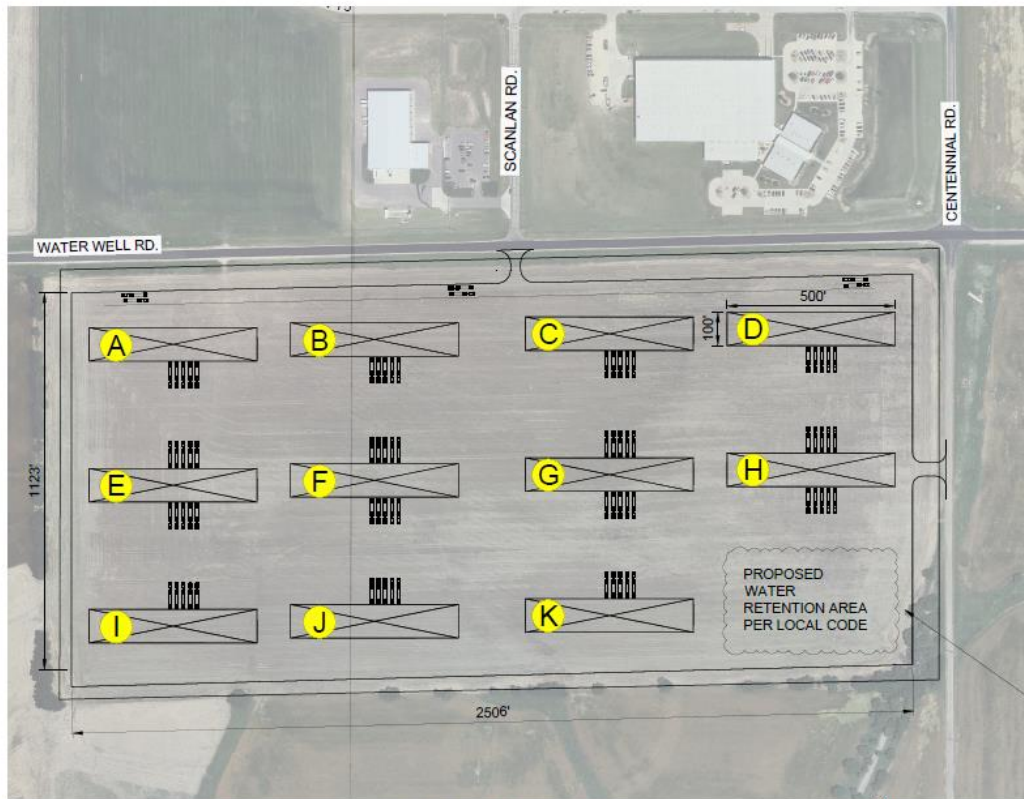 SCANLAN RD.
CENTENNIAL RD.
WATER WELL RD.
500'
100'
A
B
C
D
1123'
E
F
G
H
I
J
K
PROPOSED
WATER
RETENTION AREA
PER LOCAL CODE
2506'